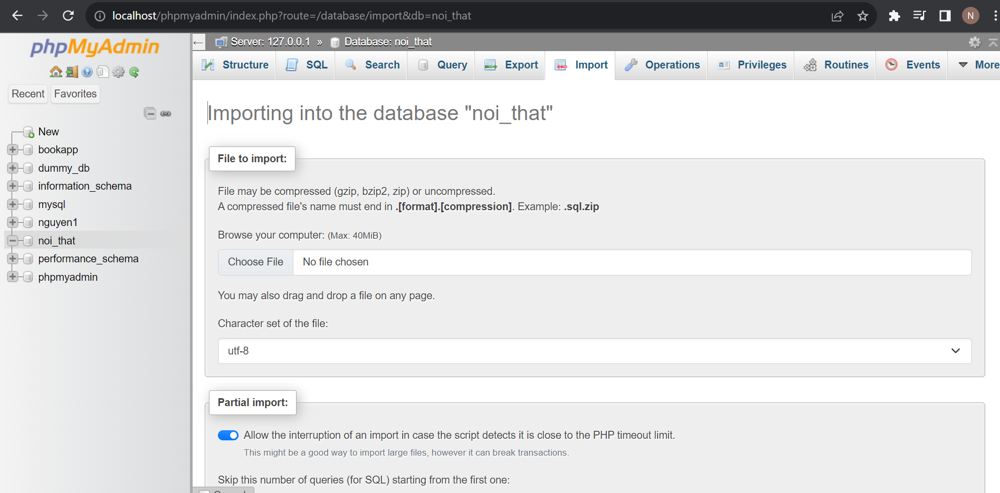 localhost/phpmyadmin/index.php?route=/database/import&db=noi_that
N
phpMyAdmin
Recent
Favorites
New
bookapp
dummy_db
information_schema
mysql
nguyen1
noi_that
performance_schema
phpmyadmin
Server: 127.0.0.1 » Database: noi_that
Structure SQL Search Query Export Import Operations Privileges Routines Events More
Importing into the database "noi_that"
File to import:
File may be compressed (gzip, bzip2, zip) or uncompressed.
A compressed file's name must end in .[format].[compression]. Example: .sql.zip
Browse your computer: (Max: 40MiB)
Choose File No file chosen
You may also drag and drop a file on any page.
Character set of the file:
utf-8
Partial import:
Allow the interruption of an import in case the script detects it is close to the PHP timeout limit.
This might be a good way to import large files, however it can break transactions.
Skip this number of queries (for SQL) starting from the first one: